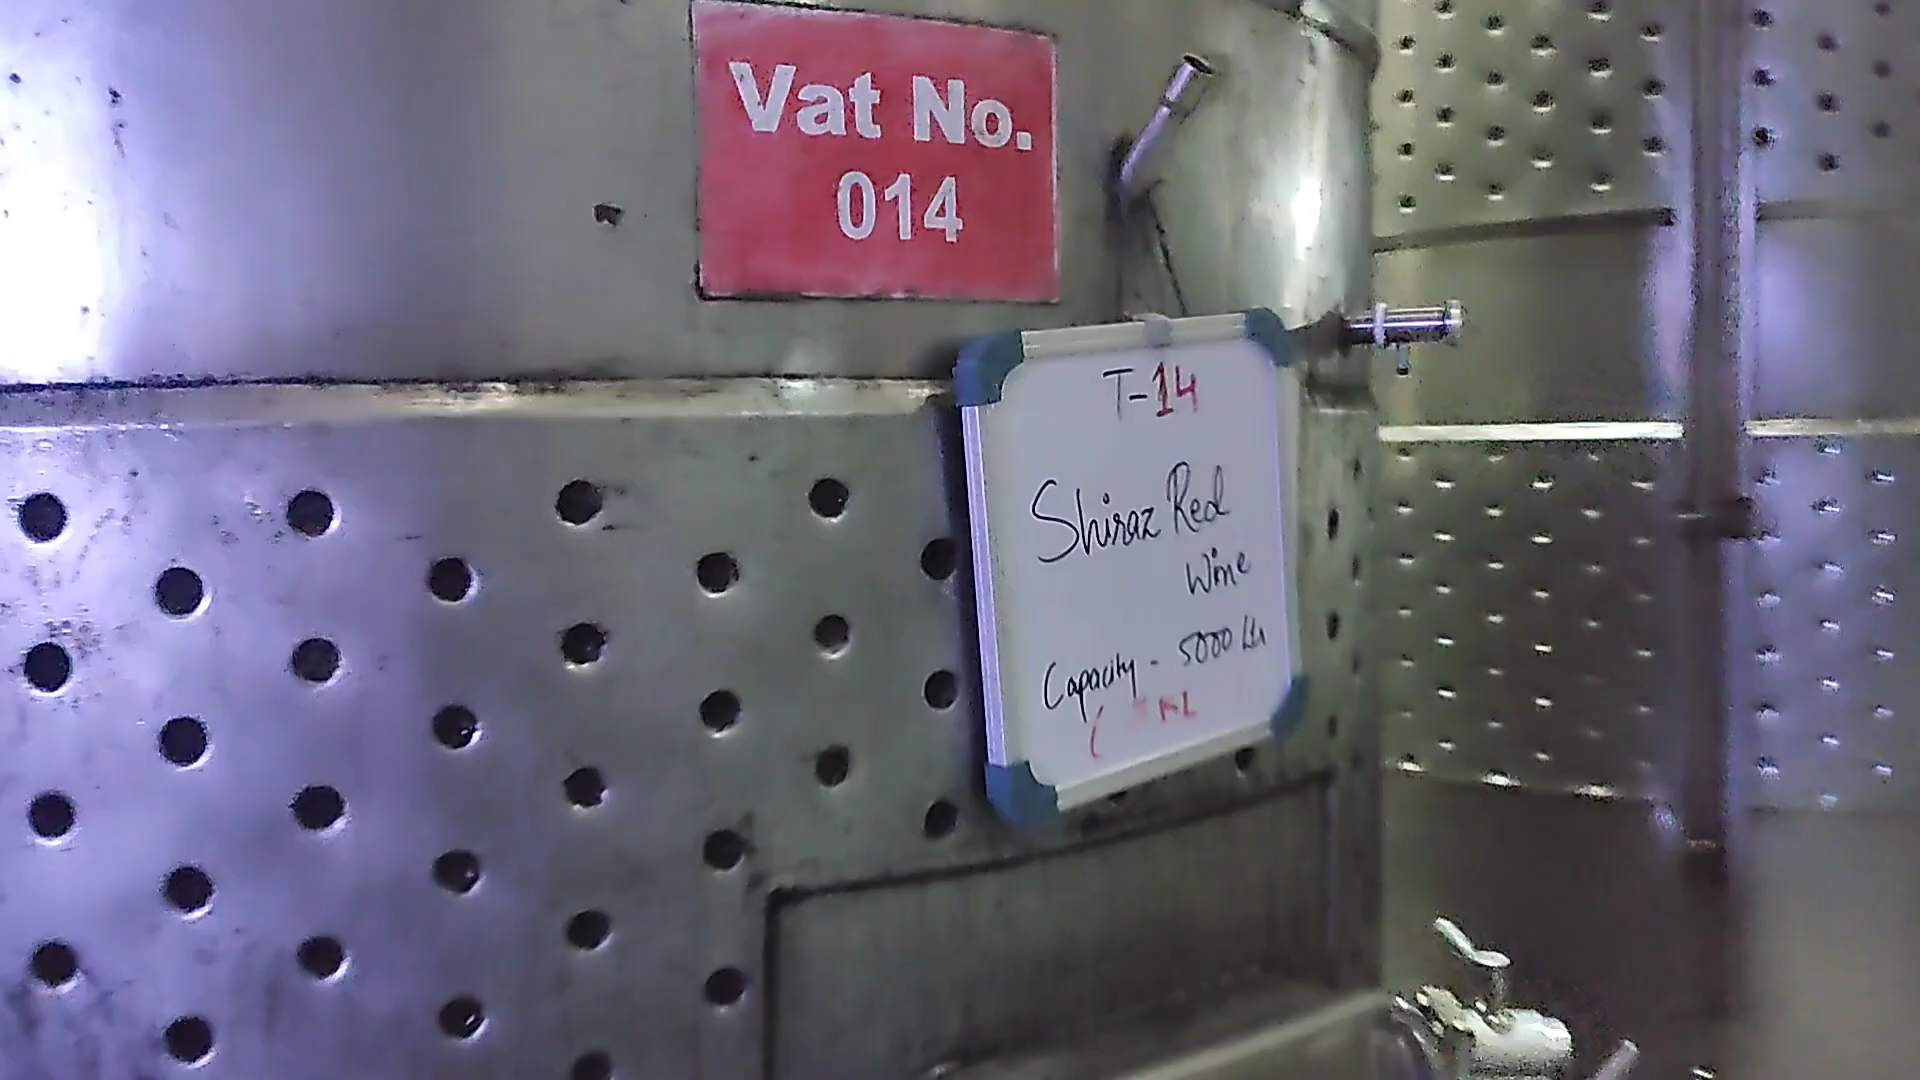 Vat No.
014
T-14
Shiraz Red
Wine
Capacity - 5000 Ltr